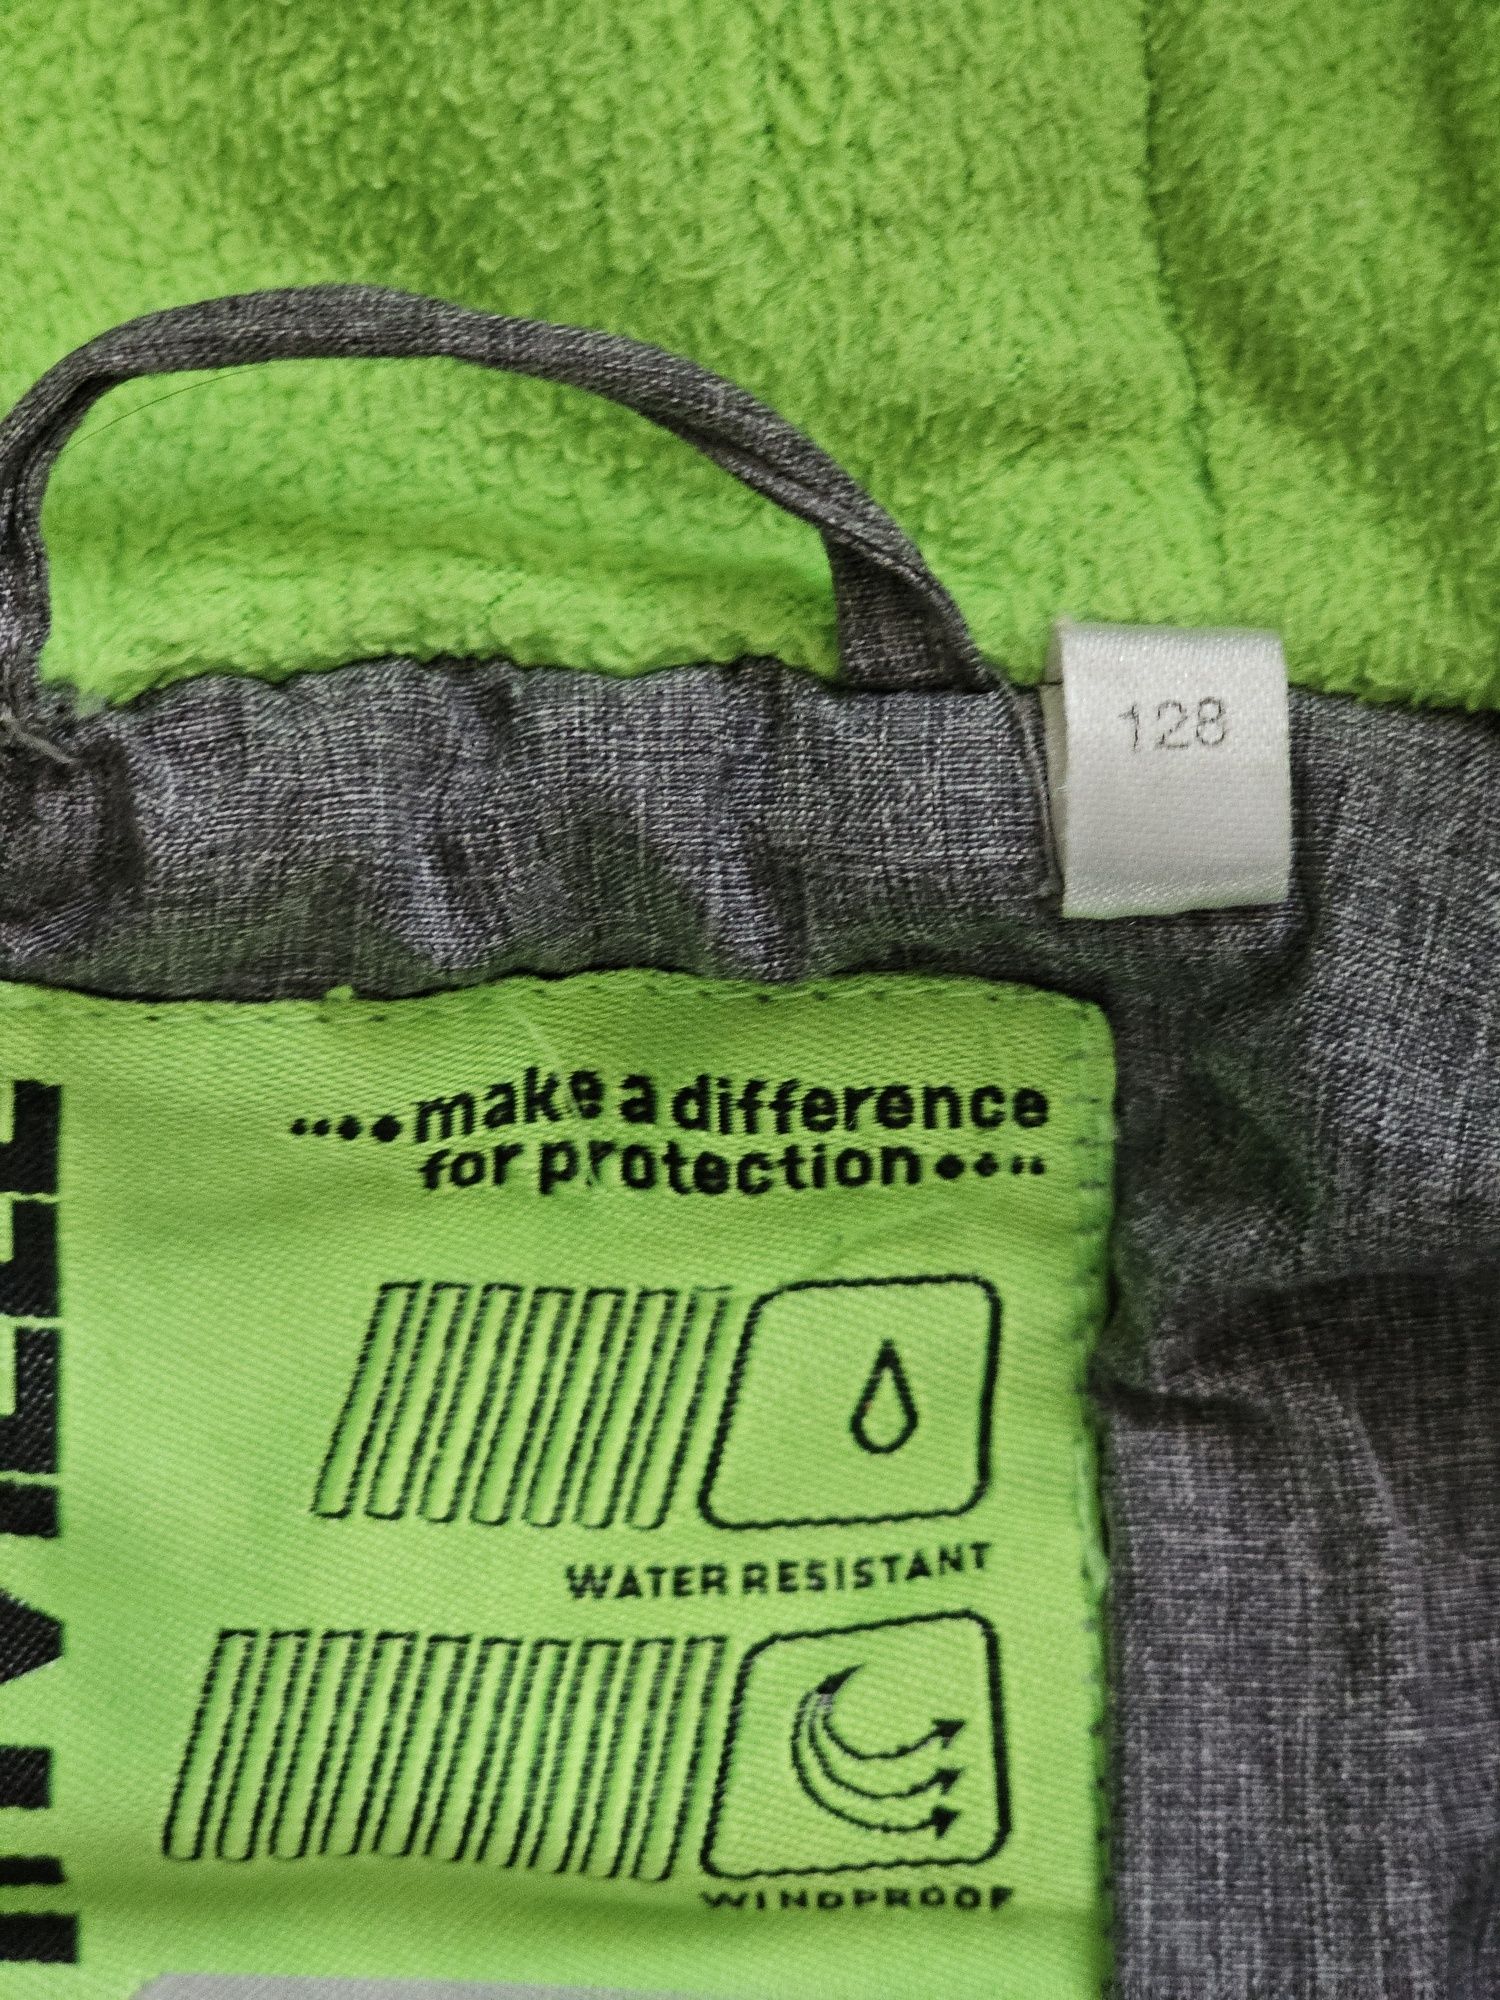 128
make a difference
for protection
WATER RESISTANT
WINDPROOF